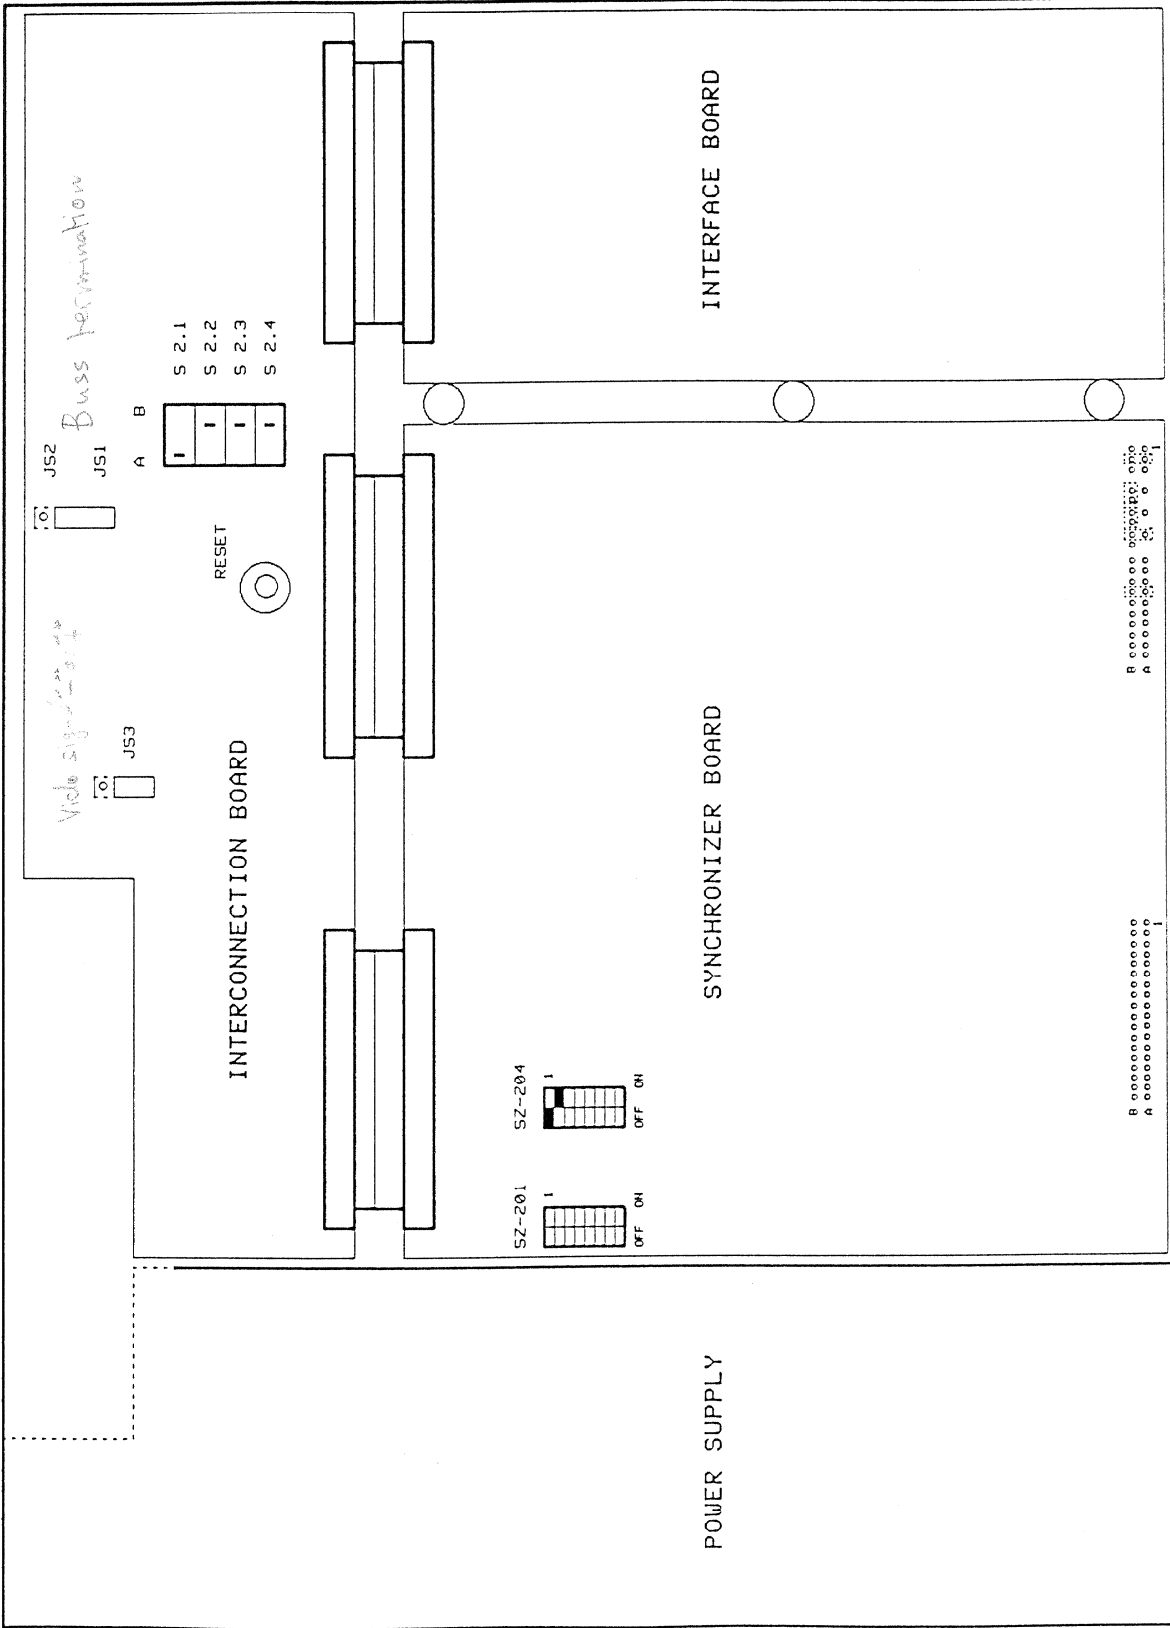 Buss termination
JS2
JS1
A B
S 2.1
S 2.2
S 2.3
S 2.4
RESET
Video
JS3
INTERCONNECTION BOARD
INTERFACE BOARD
SYNCHRONIZER BOARD
SZ-204
1
OFF ON
SZ-201
1
OFF ON
B
A
1
B
A
1
POWER SUPPLY